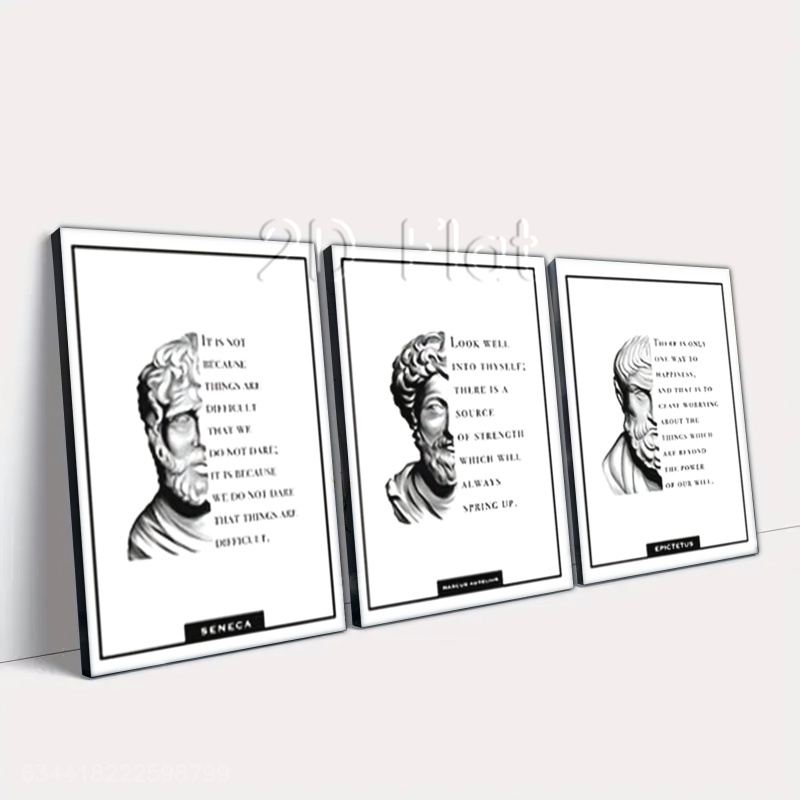 2D Flat
IT IS NOT
BECAUSE
THINGS ARE
DIFFICULT
THAT WE
DO NOT DARE;
IT IS BECAUSE
WE DO NOT DARE
THAT THINGS ARE
DIFFICULT.
SENECA
LOOK WELL
INTO THYSELF;
THERE IS A
SOURCE
OF STRENGTH
WHICH WILL
ALWAYS
SPRING UP.
MARCUS AURELIUS
THERE IS ONLY
ONE WAY TO
HAPPINESS,
AND THAT IS TO
CEASE WORRYING
ABOUT THE
THINGS WHICH
ARE BEYOND
THE POWER
OF OUR WILL.
EPICTETUS
634418222598799